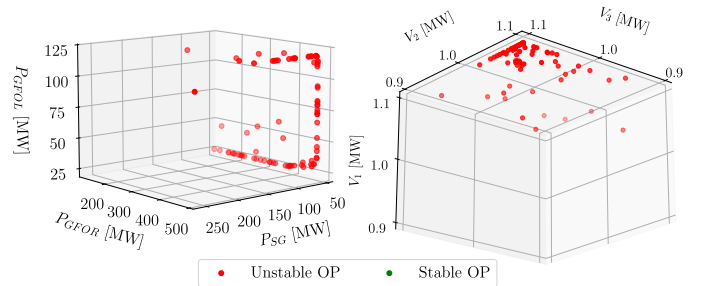 125
100
75
50
25
P_GFOL [MW]
200
300
400
500
P_GFOR [MW]
250
200
150
100
50
P_SG [MW]
V_2 [MW]
1.1
1.0
0.9
V_3 [MW]
1.1
1.0
0.9
V_1 [MW]
1.1
1.0
0.9
Unstable OP
Stable OP